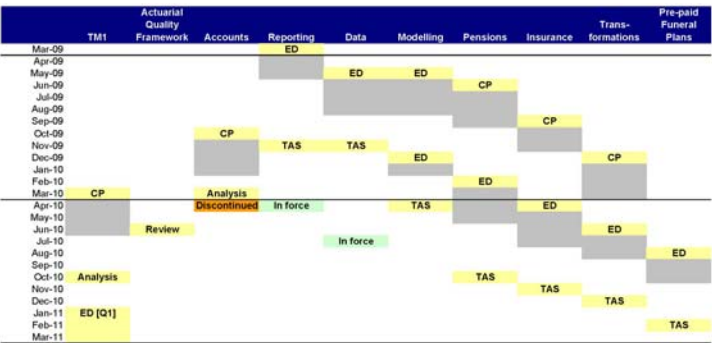 Actuarial Pre-paid
Quality Trans- Funeral
TM1 Framework Accounts Reporting Data Modelling Pensions Insurance formations Plans
Mar-09 ED
Apr-09
May-09 ED ED
Jun-09 CP
Jul-09
Aug-09
Sep-09 CP
Oct-09 CP
Nov-09 TAS TAS
Dec-09 ED CP
Jan-10
Feb-10 ED
Mar-10 CP Analysis
Apr-10 Discontinued In force TAS ED
May-10
Jun-10 Review ED
Jul-10 In force
Aug-10 ED
Sep-10
Oct-10 Analysis TAS
Nov-10 TAS
Dec-10 TAS
Jan-11 ED [Q1]
Feb-11 TAS
Mar-11